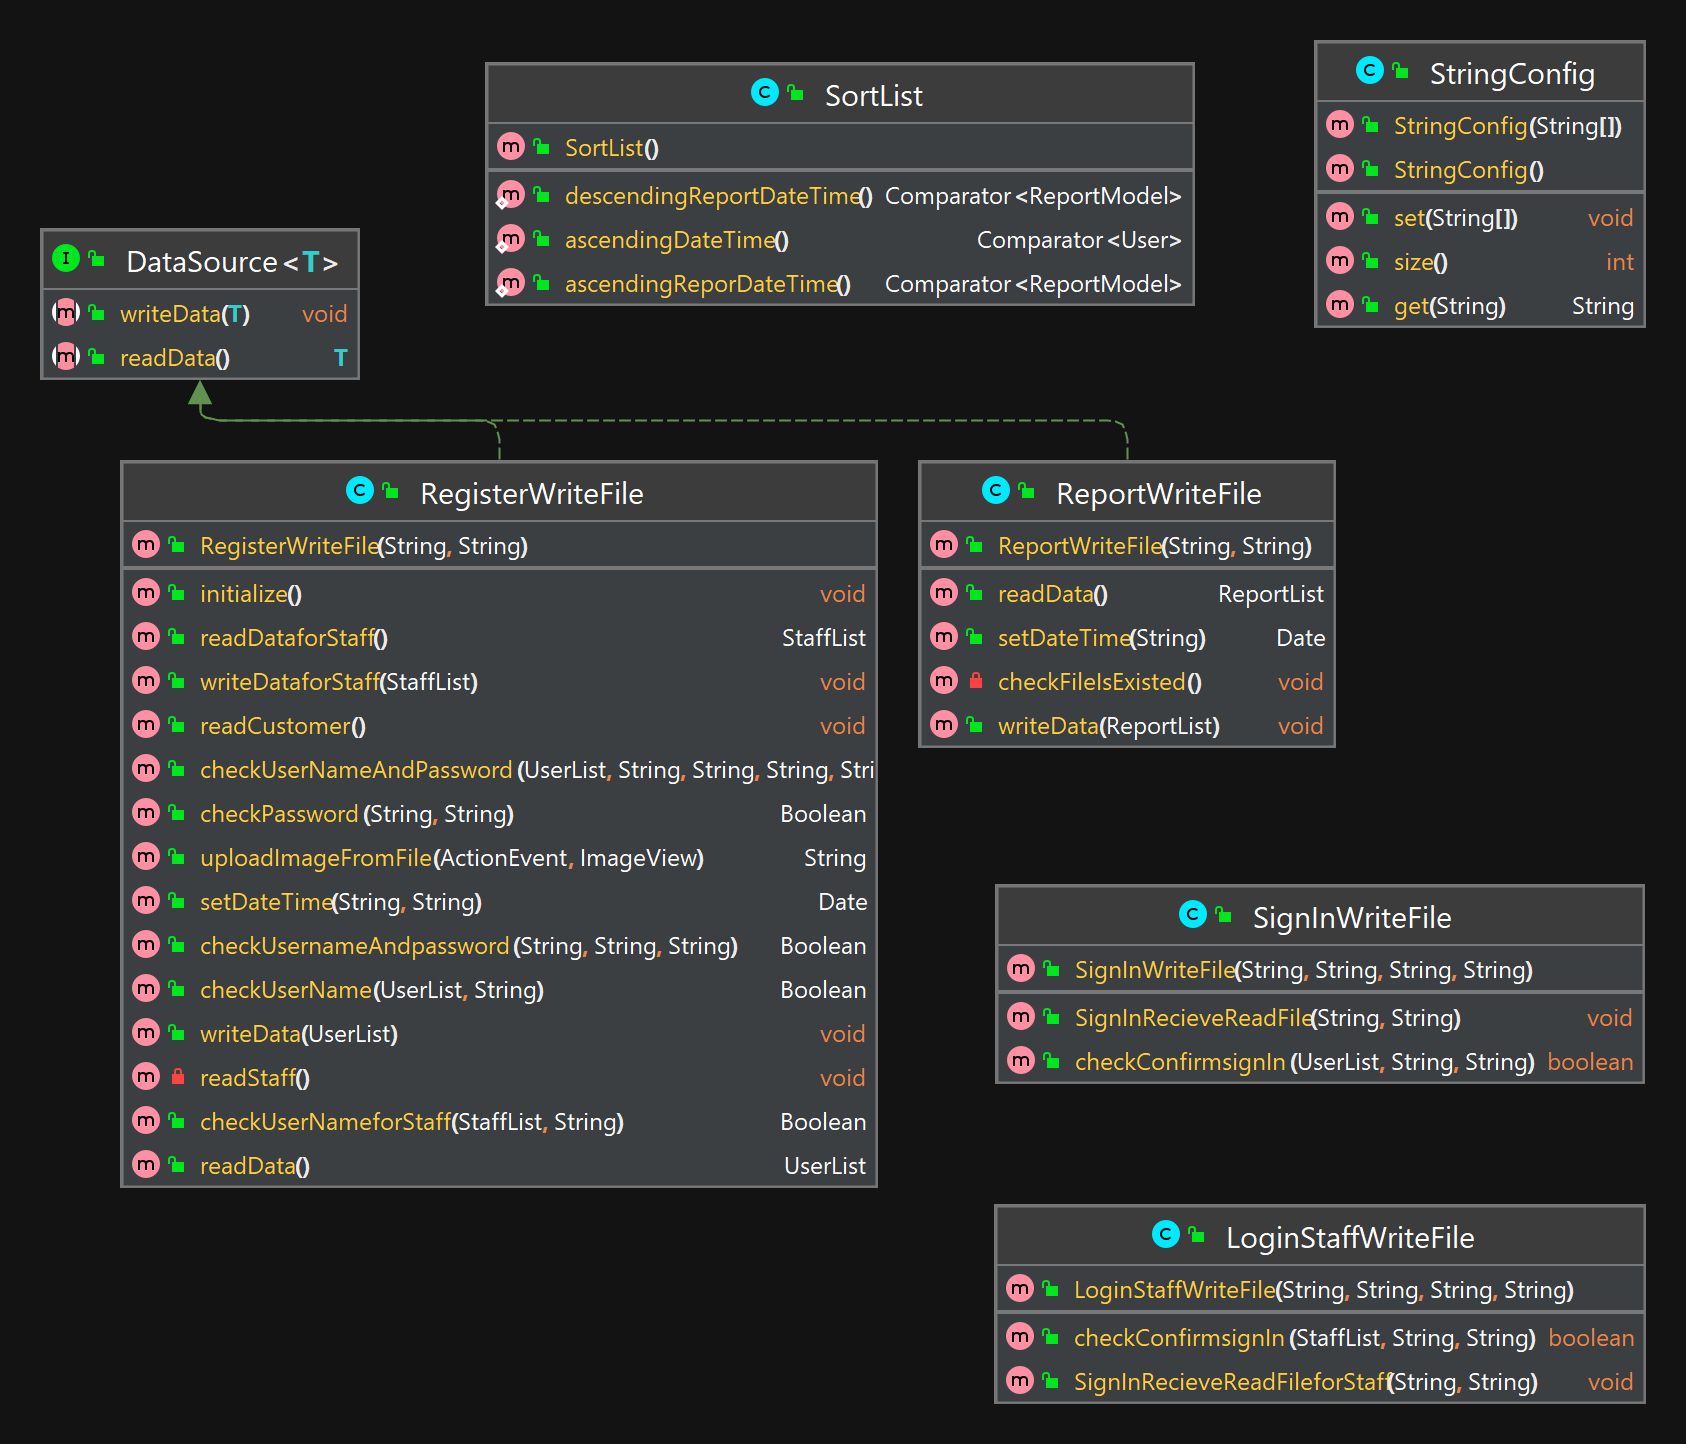 DataSource<T>
writeData(T) void
readData() T
SortList
SortList()
descendingReportDateTime() Comparator<ReportModel>
ascendingDateTime() Comparator<User>
ascendingReporDateTime() Comparator<ReportModel>
StringConfig
StringConfig(String[])
StringConfig()
set(String[]) void
size() int
get(String) String
RegisterWriteFile
RegisterWriteFile(String, String)
initialize() void
readDataforStaff() StaffList
writeDataforStaff(StaffList) void
readCustomer() void
checkUserNameAndPassword(UserList, String, String, String, Stri
checkPassword(String, String) Boolean
uploadImageFromFile(ActionEvent, ImageView) String
setDateTime(String, String) Date
checkUsernameAndpassword(String, String, String) Boolean
checkUserName(UserList, String) Boolean
writeData(UserList) void
readStaff() void
checkUserNameforStaff(StaffList, String) Boolean
readData() UserList
ReportWriteFile
ReportWriteFile(String, String)
readData() ReportList
setDateTime(String) Date
checkFileIsExisted() void
writeData(ReportList) void
SignInWriteFile
SignInWriteFile(String, String, String, String)
SignInRecieveReadFile(String, String) void
checkConfirmsignIn(UserList, String, String) boolean
LoginStaffWriteFile
LoginStaffWriteFile(String, String, String, String)
checkConfirmsignIn(StaffList, String, String) boolean
SignInRecieveReadFileforStaff(String, String) void